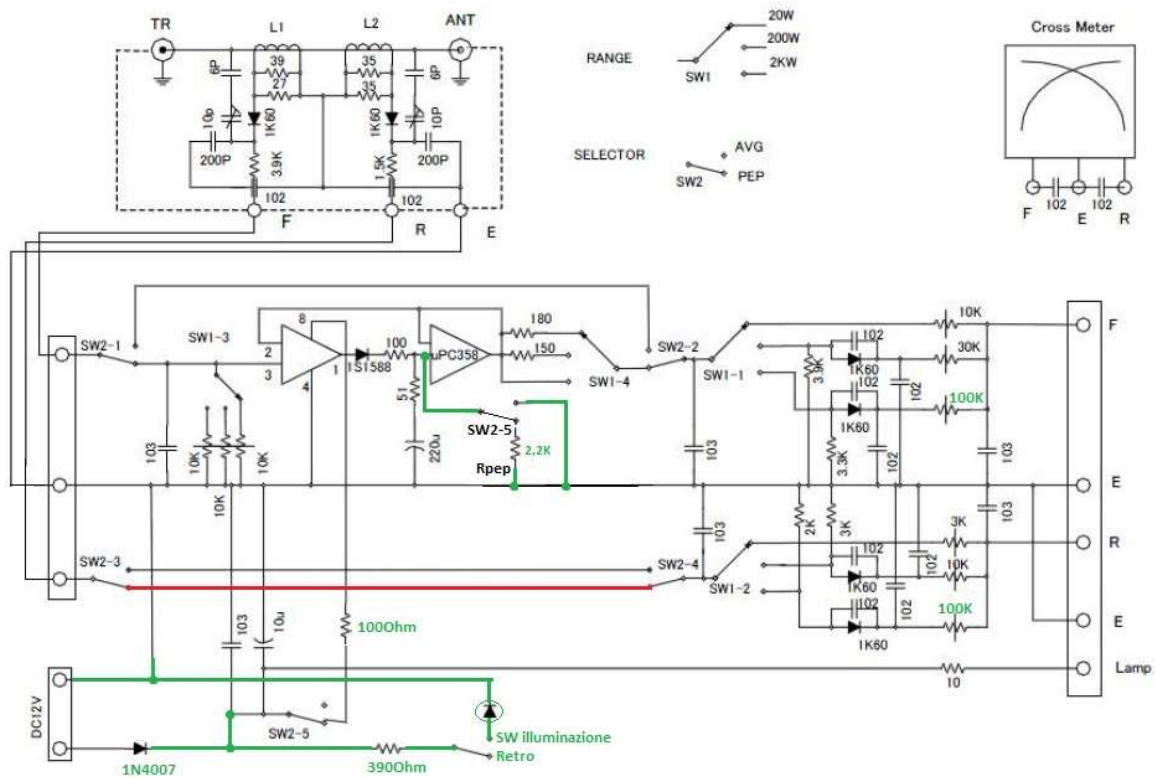 TR
L1
L2
ANT
6P
39
27
35
35
6P
10p
1K60
1K60
10P
200P
3.9K
1.5K
200P
102
102
F
R
E
RANGE
SW1
20W
200W
2KW
SELECTOR
SW2
AVG
PEP
Cross Meter
102
102
F
E
R
SW2-1
SW1-3
8
2
3
4
1
1S1588
100
uPC358
180
150
SW1-4
SW2-2
SW1-1
51
220u
SW2-5
2,2K
Rpep
103
10K
10K
10K
103
3.9K
102
1K60
102
1K60
102
102
3.3K
10K
30K
100K
103
F
E
SW2-3
SW2-4
103
SW1-2
2K
3K
102
1K60
102
1K60
102
102
3K
10K
100K
103
R
E
103
10u
100Ohm
10
Lamp
DC12V
SW2-5
1N4007
390Ohm
SW illuminazione
Retro